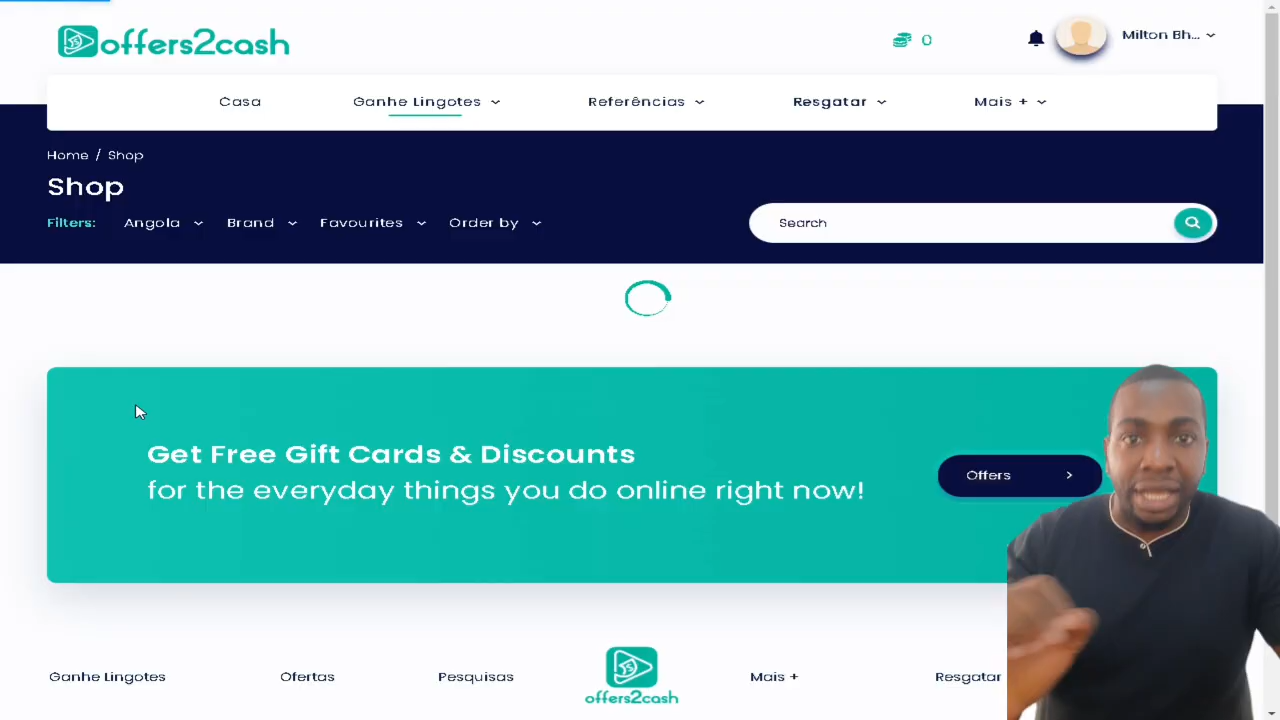 offers2cash
0
Milton Bh...
Casa
Ganhe Lingotes
Referências
Resgatar
Mais +
Home / Shop
Shop
Filters:
Angola
Brand
Favourites
Order by
Search
Get Free Gift Cards & Discounts
for the everyday things you do online right now!
Offers
Ganhe Lingotes
Ofertas
Pesquisas
offers2cash
Mais +
Resgatar